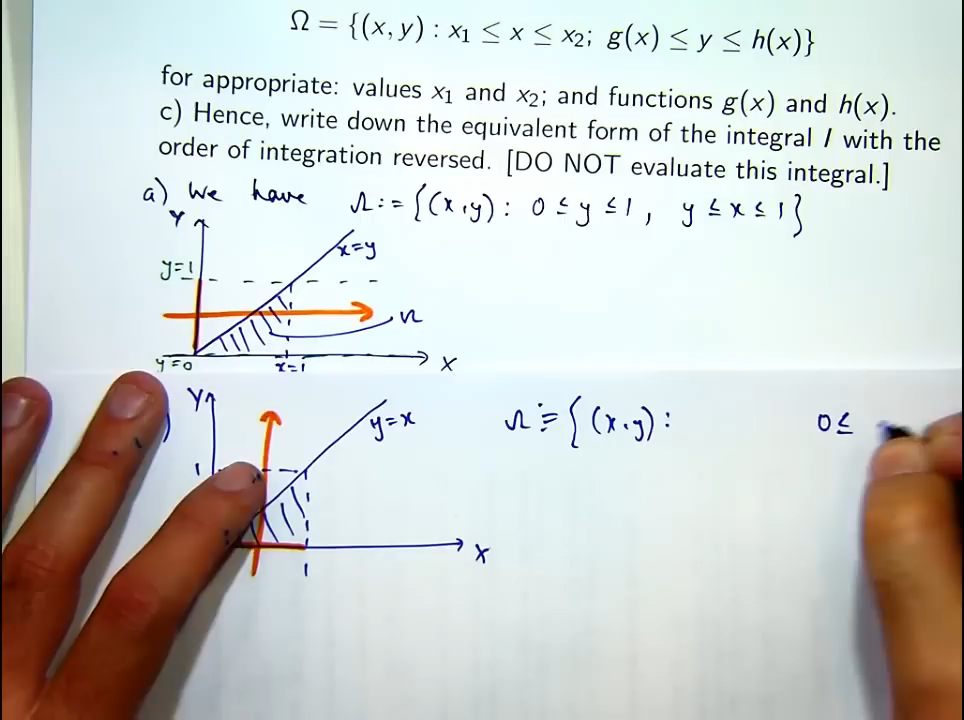 Ω = {(x, y) : x₁ ≤ x ≤ x₂; g(x) ≤ y ≤ h(x)}
for appropriate: values x₁ and x₂; and functions g(x) and h(x).
c) Hence, write down the equivalent form of the integral I with the
order of integration reversed. [DO NOT evaluate this integral.]
a) We have Ω := {(x,y): 0 ≤ y ≤ 1, y ≤ x ≤ 1}
Y
x=y
y=1
Ω
y=0
x=1
X
)
Y
y=x
Ω := {(x,y): 0 ≤
1
X
1